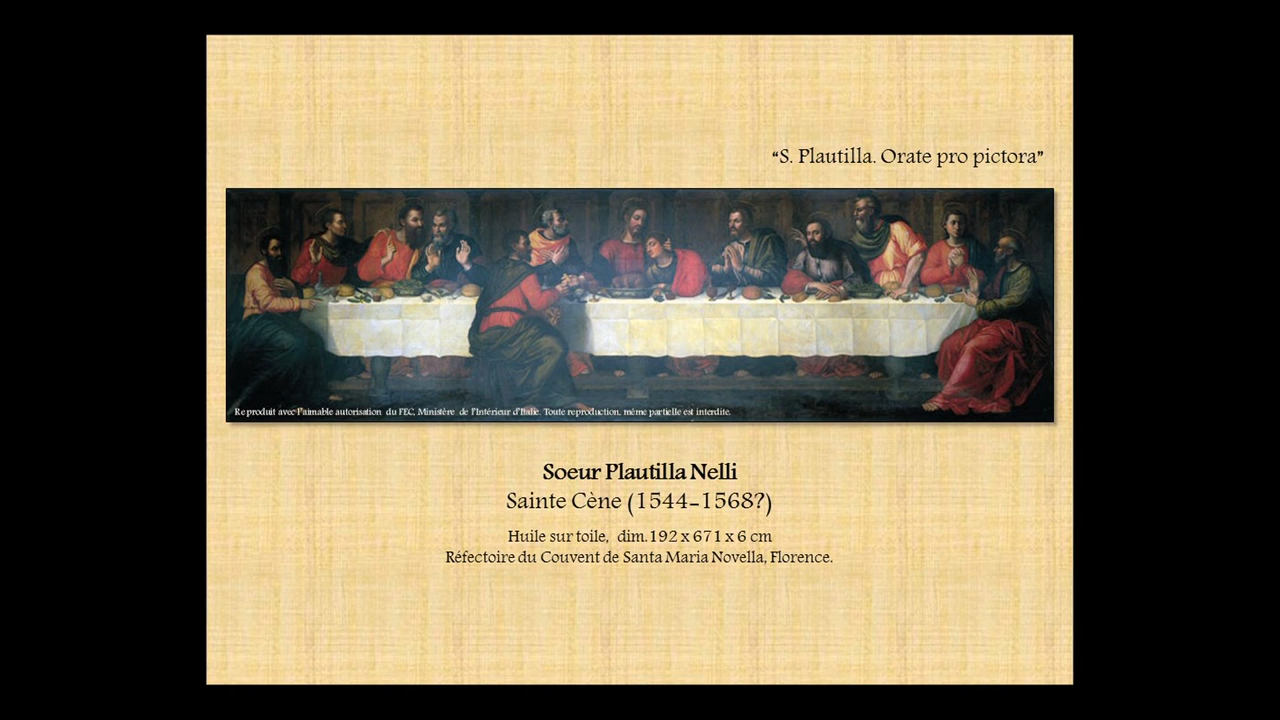 “S. Plautilla. Orate pro pictora”
Reproduit avec l'aimable autorisation du FEC, Ministère de l'Intérieur d'Italie. Toute reproduction, même partielle est interdite.
Soeur Plautilla Nelli
Sainte Cène (1544-1568?)
Huile sur toile, dim.192 x 671 x 6 cm
Réfectoire du Couvent de Santa Maria Novella, Florence.